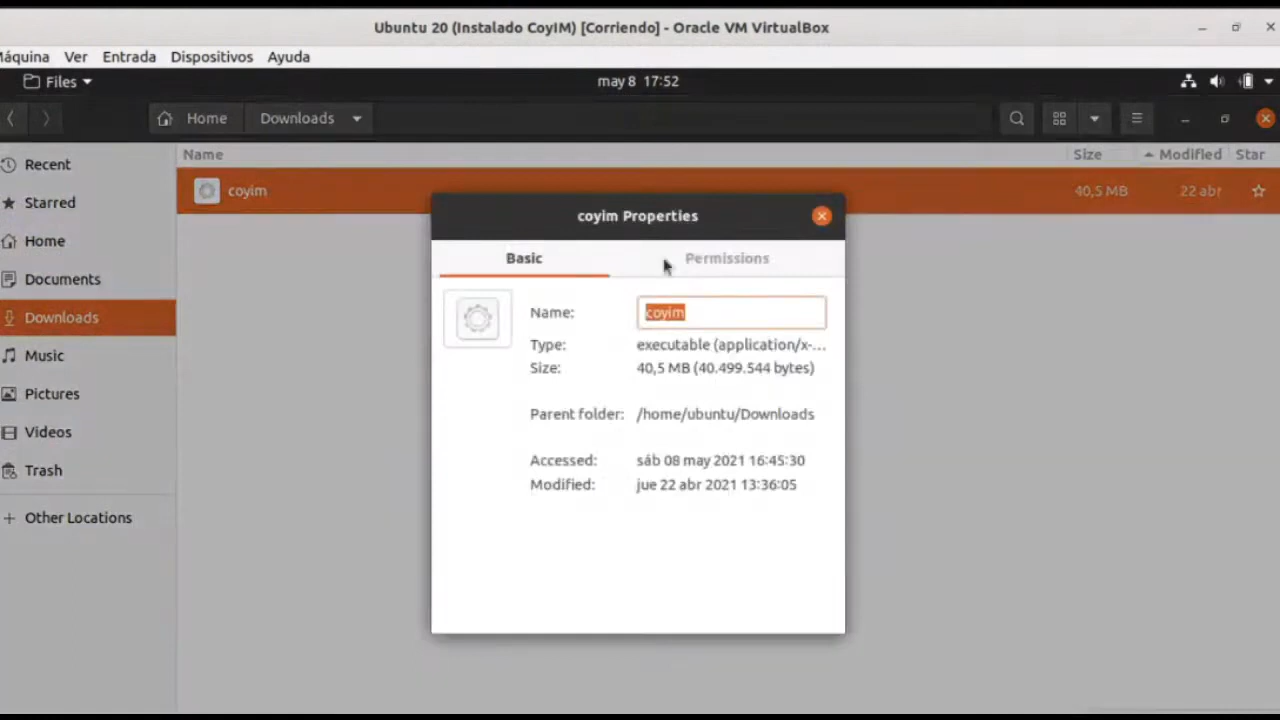 Ubuntu 20 (Instalado CoyIM) [Corriendo] - Oracle VM VirtualBox
Máquina Ver Entrada Dispositivos Ayuda
Files may 8 17:52
Home Downloads
Name Size Modified Star
Recent
coyim 40,5 MB 22 abr
Starred
coyim Properties
Home
Basic Permissions
Documents
Name: coyim
Downloads
Type: executable (application/x-...
Music
Size: 40,5 MB (40.499.544 bytes)
Pictures
Parent folder: /home/ubuntu/Downloads
Videos
Accessed: sáb 08 may 2021 16:45:30
Trash
Modified: jue 22 abr 2021 13:36:05
Other Locations